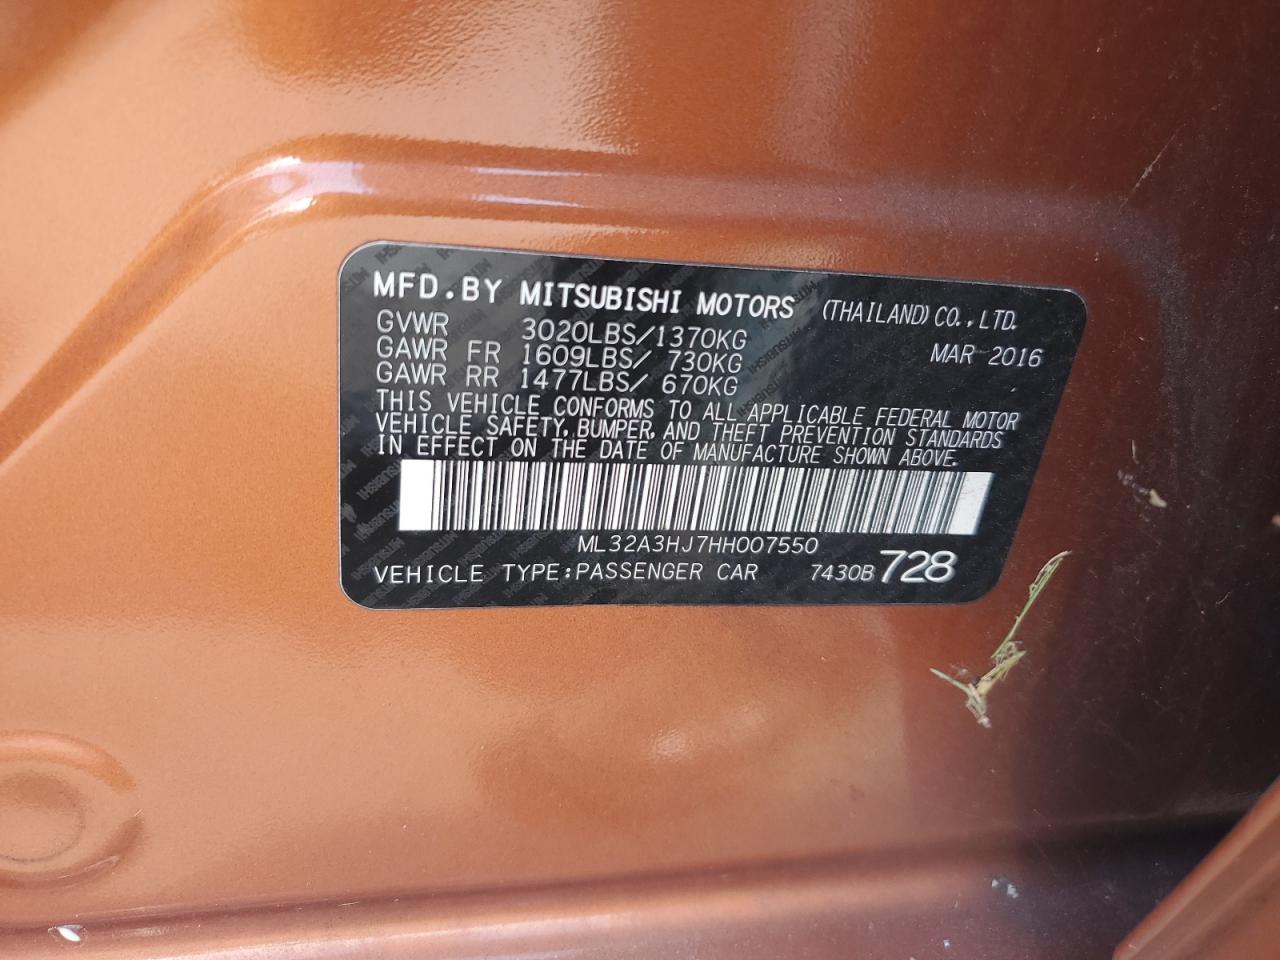 MFD.BY MITSUBISHI MOTORS (THAILAND) CO.,LTD.
GVWR 3020LBS/1370KG MAR 2016
GAWR FR 1609LBS/ 730KG
GAWR RR 1477LBS/ 670KG
THIS VEHICLE CONFORMS TO ALL APPLICABLE FEDERAL MOTOR
VEHICLE SAFETY, BUMPER, AND THEFT PREVENTION STANDARDS
IN EFFECT ON THE DATE OF MANUFACTURE SHOWN ABOVE.
ML32A3HJ7HH007550
VEHICLE TYPE:PASSENGER CAR 7430B 728